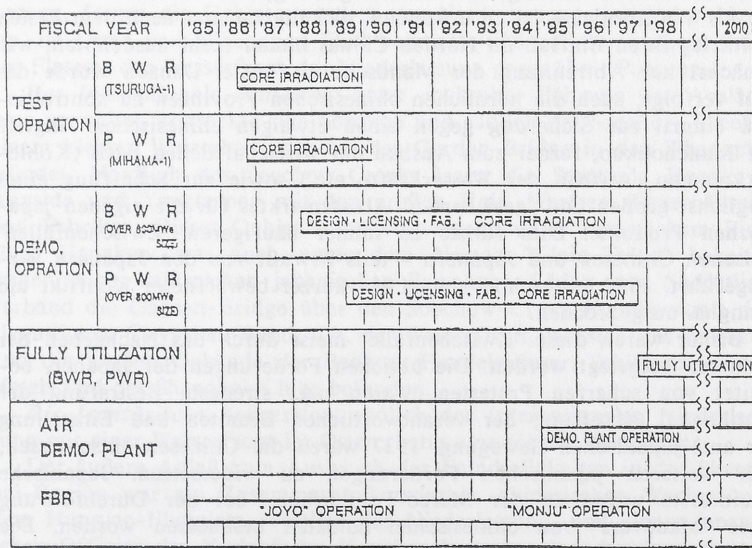 FISCAL YEAR '85 '86 '87 '88 '89 '90 '91 '92 '93 '94 '95 '96 '97 '98 '2000
TEST OPRATION
B W R
(TSURUGA-1)
CORE IRRADIATION
P W R
(MIHAMA-1)
CORE IRRADIATION
DEMO. OPRATION
B W R
(OVER 800MWe SIZE)
DESIGN · LICENSING · FAB. CORE IRRADIATION
P W R
(OVER 800MWe SIZE)
DESIGN · LICENSING · FAB. CORE IRRADIATION
FULLY UTILIZATION
(BWR, PWR)
FULLY UTILIZATION
ATR
DEMO. PLANT
DEMO. PLANT OPERATION
FBR
"JOYO" OPERATION
"MONJU" OPERATION